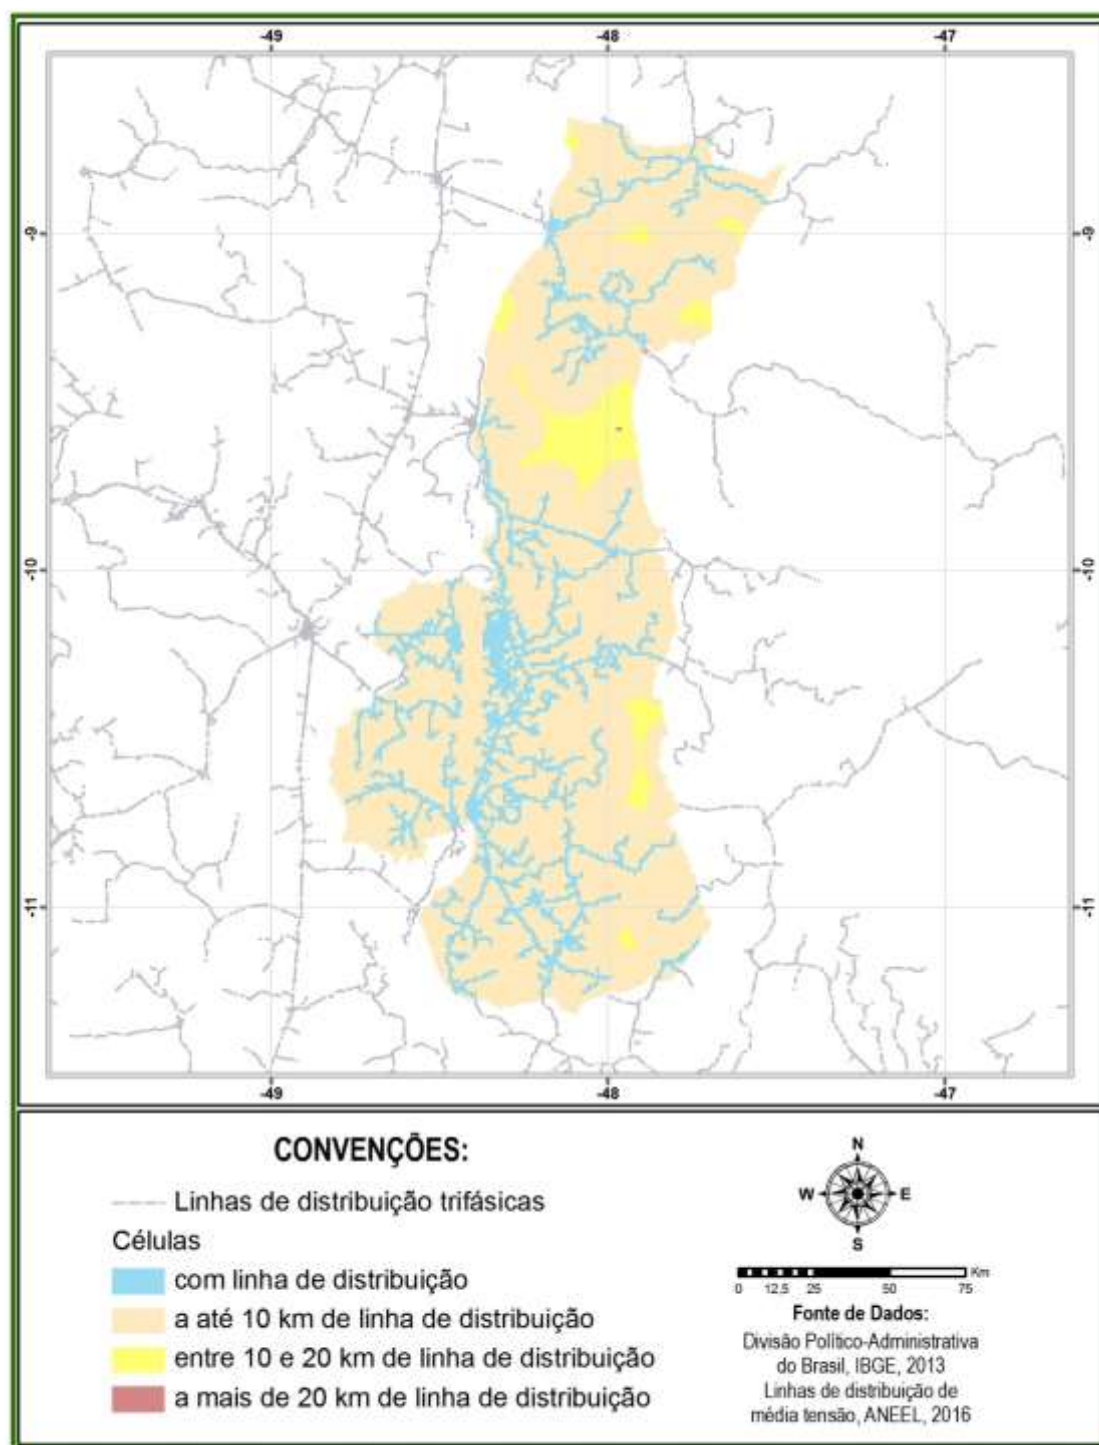 -49 -48 -47
-9 -9
-10 -10
-11 -11
-49 -48 -47
CONVENÇÕES:
Linhas de distribuição trifásicas
Células
com linha de distribuição
a até 10 km de linha de distribuição
entre 10 e 20 km de linha de distribuição
a mais de 20 km de linha de distribuição
N
W E
S
Km
0 12.5 25 50 75
Fonte de Dados:
Divisão Político-Administrativa
do Brasil, IBGE, 2013
Linhas de distribuição de
média tensão, ANEEL, 2016